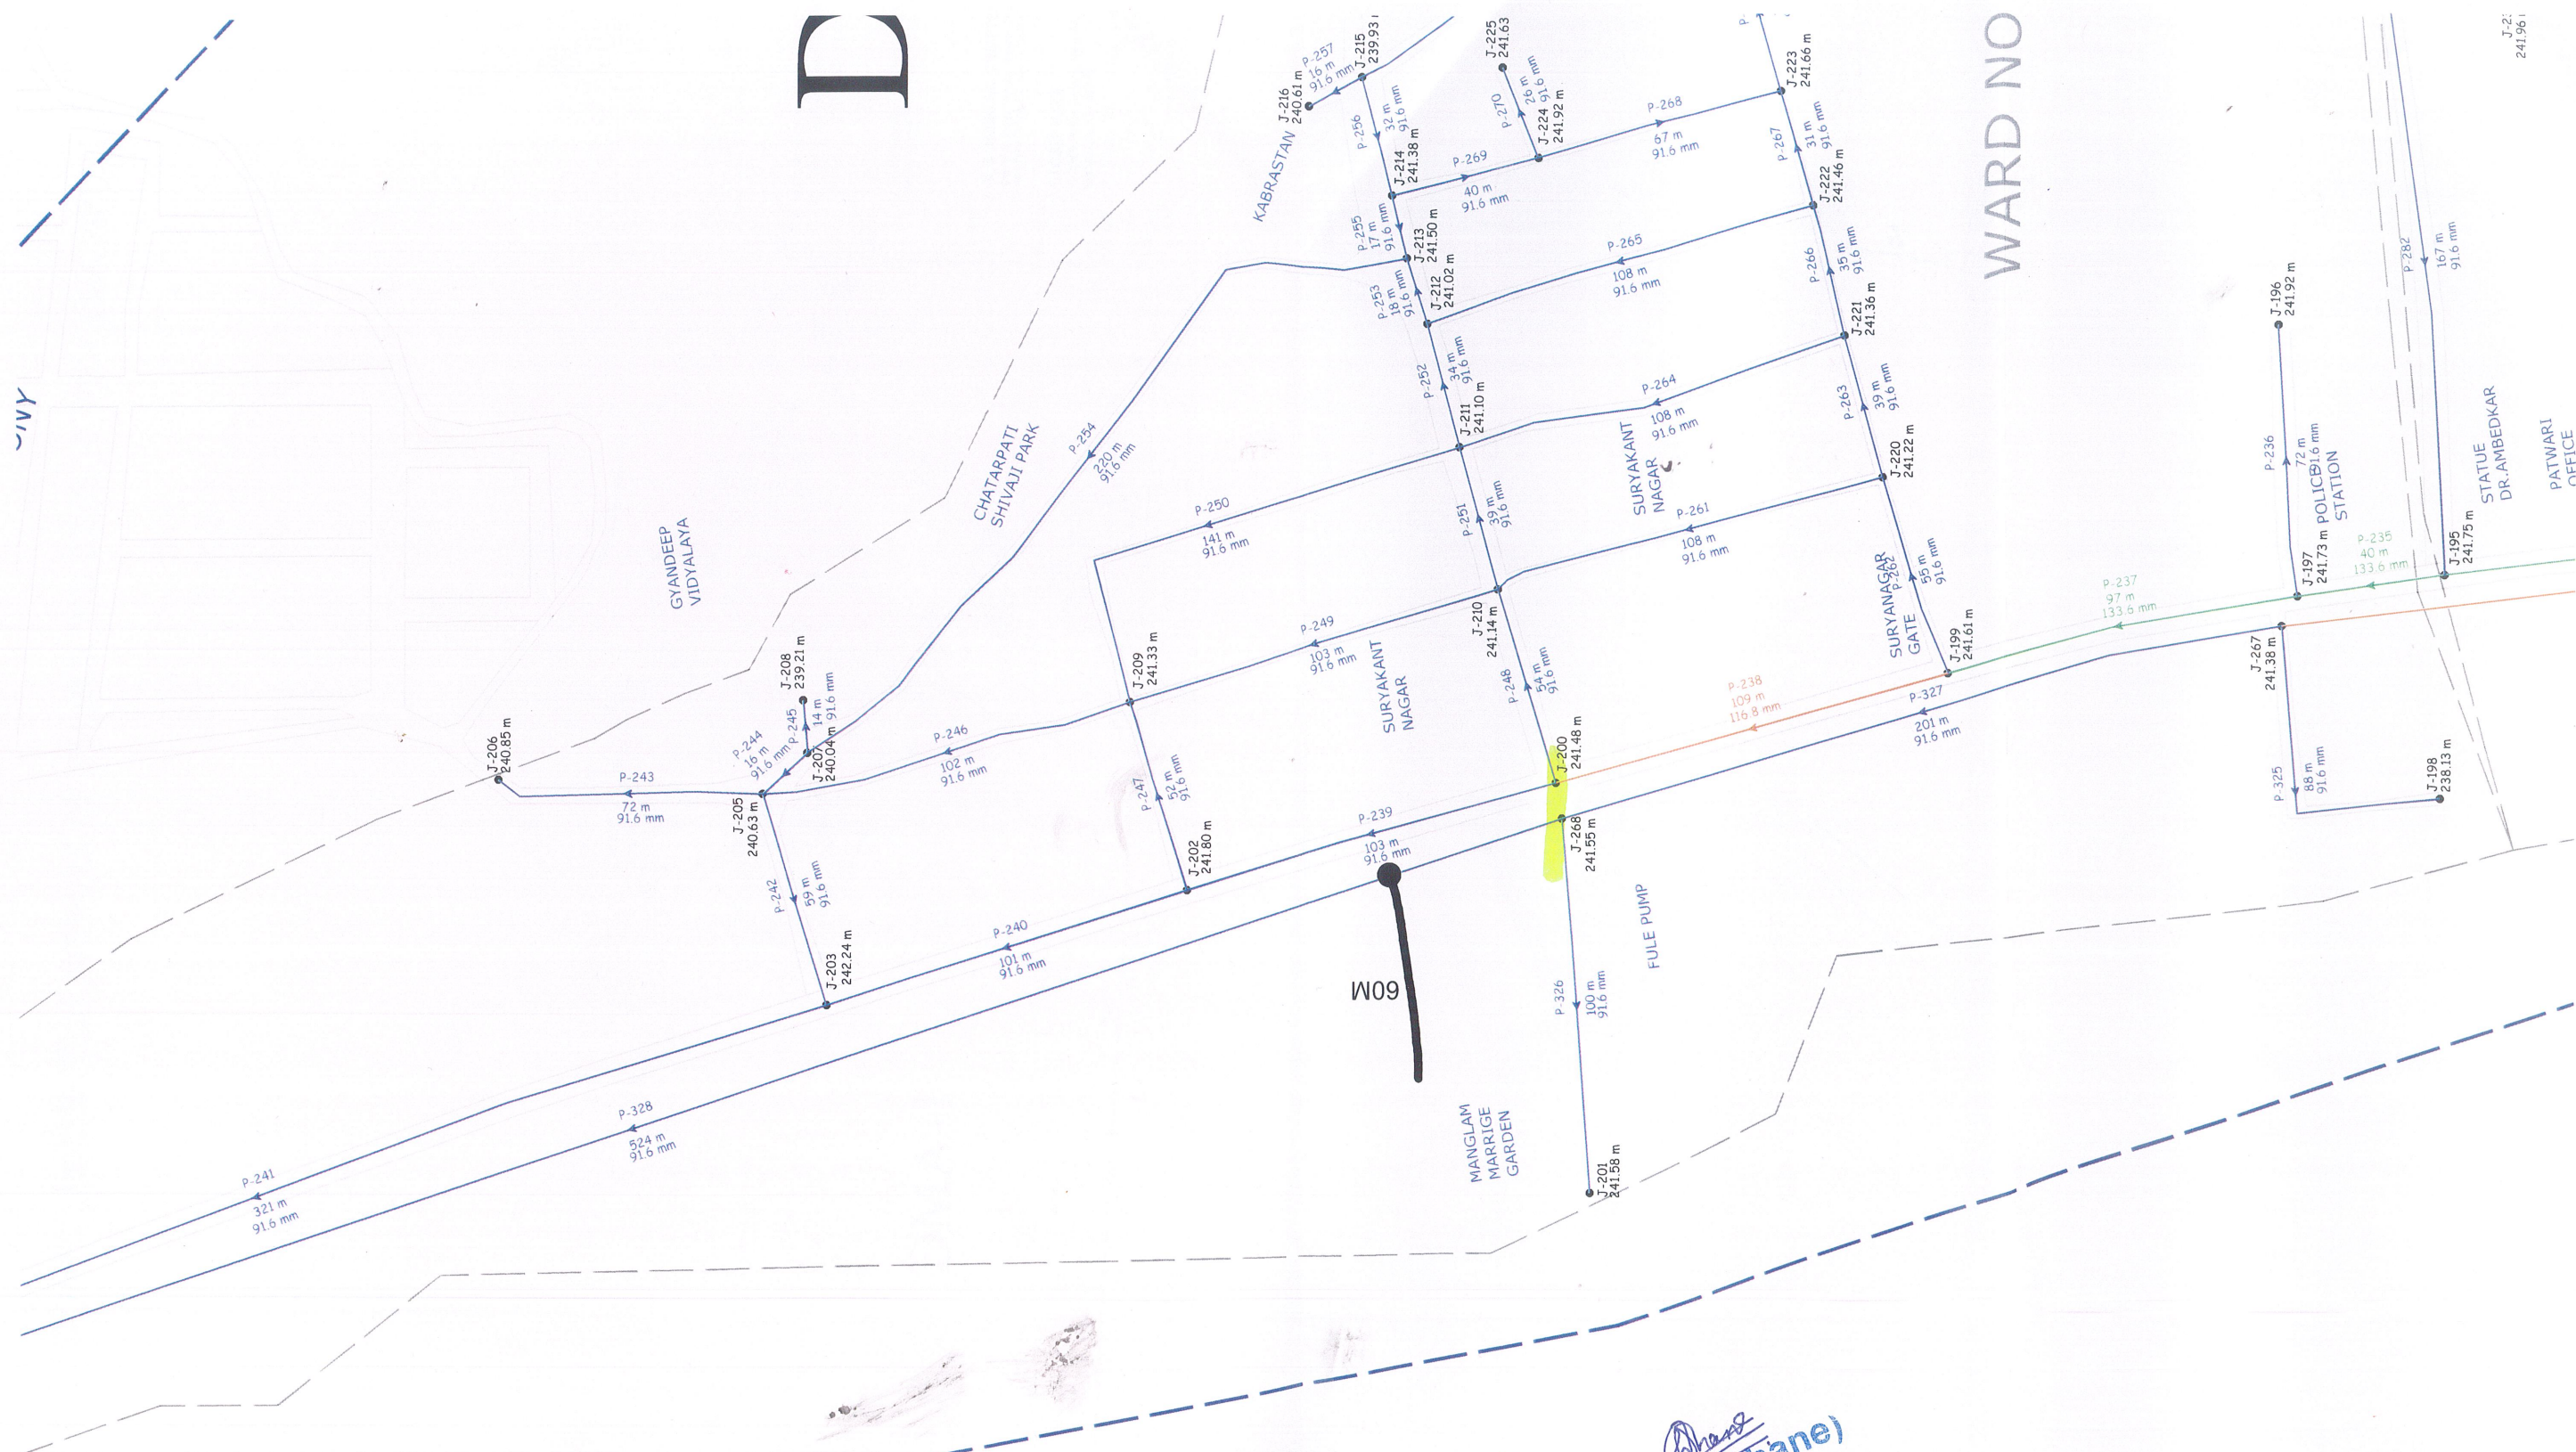 D
WARD NO
P-257
16 m
91.6 mm
J-216
240.61 m
J-215
J-225
241.63
KABRASTAN
P-256
32 m
91.6 mm
J-214
241.38 m
P-270
26 m
91.6 mm
J-224
241.92 m
P-268
67 m
91.6 mm
J-223
241.66 m
P-269
40 m
91.6 mm
P-267
31 m
91.6 mm
J-222
241.46 m
P-255
17 m
91.6 mm
J-213
241.50 m
P-253
18 m
91.6 mm
J-212
241.02 m
P-265
108 m
91.6 mm
P-266
35 m
91.6 mm
J-221
241.36 m
P-282
167 m
91.6 mm
J-196
241.92 m
P-252
34 m
91.6 mm
J-211
241.10 m
P-264
108 m
91.6 mm
P-263
39 m
91.6 mm
J-220
241.22 m
P-254
220 m
91.6 mm
CHATARPATI
SHIVAJI PARK
GYANDEEP
VIDYALAYA
P-250
141 m
91.6 mm
P-251
39 m
91.6 mm
SURYAKANT
NAGAR
P-261
108 m
91.6 mm
P-236
72 m
91.6 mm
POLICE
STATION
STATUE
DR.AMBEDKAR
PATWARI
OFFICE
J-210
241.14 m
P-262
55 m
91.6 mm
SURYANAGAR
GATE
J-199
241.61 m
P-237
97 m
133.6 mm
J-197
241.73 m
P-235
40 m
133.6 mm
J-195
241.75 m
J-206
240.85 m
P-243
72 m
91.6 mm
P-244
16 m
91.6 mm
P-245
14 m
91.6 mm
J-208
239.21 m
J-207
240.04 m
J-205
240.63 m
P-246
102 m
91.6 mm
J-209
241.33 m
P-249
103 m
91.6 mm
SURYAKANT
NAGAR
P-248
54 m
91.6 mm
J-200
241.48 m
P-238
109 m
116.8 mm
P-327
201 m
91.6 mm
J-267
241.38 m
P-325
88 m
91.6 mm
J-198
238.13 m
P-242
59 m
91.6 mm
J-203
242.24 m
P-247
52 m
91.6 mm
J-202
241.80 m
P-239
103 m
91.6 mm
J-268
241.55 m
P-240
101 m
91.6 mm
60M
FULE PUMP
P-326
100 m
91.6 mm
P-328
524 m
91.6 mm
P-241
321 m
91.6 mm
MANGLAM
MARRIGE
GARDEN
J-201
241.58 m